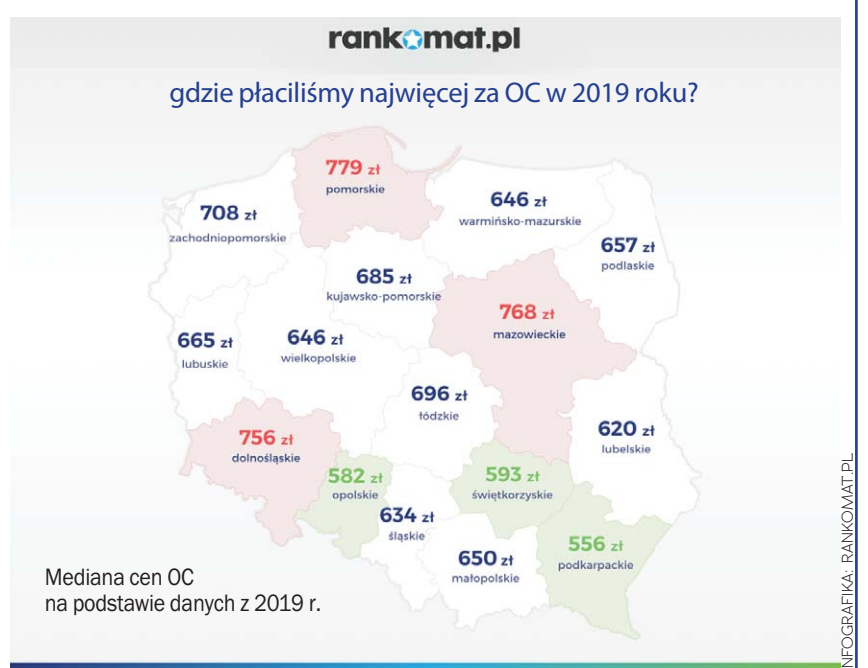 rankomat.pl
gdzie płaciliśmy najwięcej za OC w 2019 roku?
779 zł
pomorskie
646 zł
warmińsko-mazurskie
708 zł
zachodniopomorskie
657 zł
podlaskie
685 zł
kujawsko-pomorskie
768 zł
mazowieckie
665 zł
lubuskie
646 zł
wielkopolskie
696 zł
łódzkie
620 zł
lubelskie
756 zł
dolnośląskie
582 zł
opolskie
593 zł
świętkorzyskie
634 zł
śląskie
650 zł
małopolskie
556 zł
podkarpackie
Mediana cen OC
na podstawie danych z 2019 r.
NFOGRAFIKA: RANKOMAT.PL